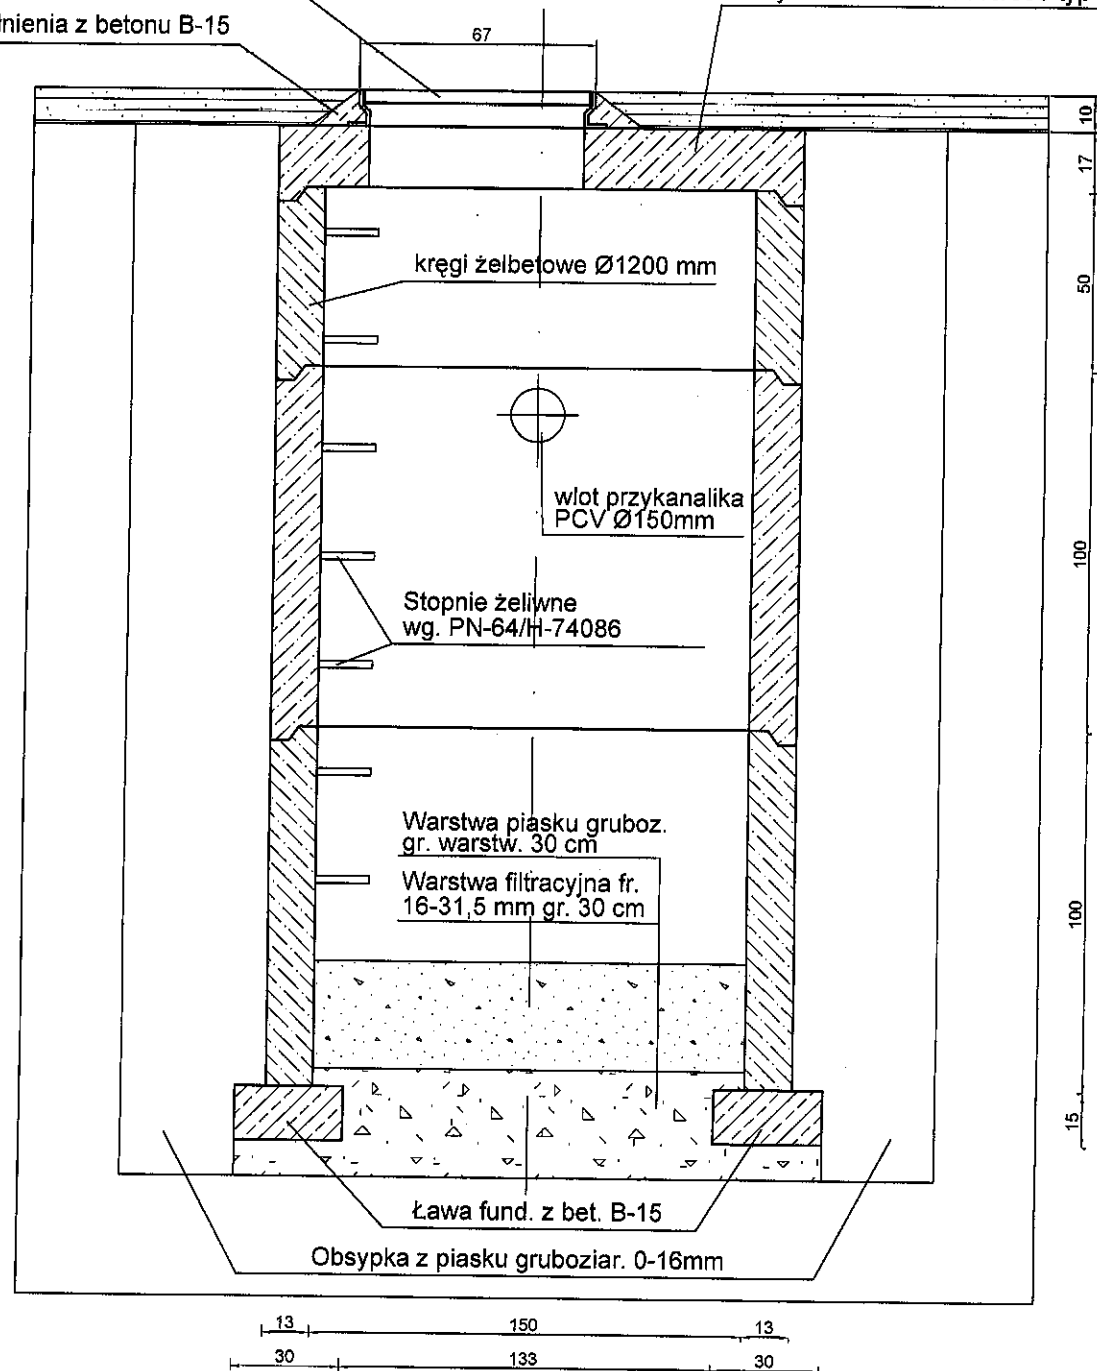 łnienia z betonu B-15
67
10
17
kręgi żelbetowe Ø1200 mm
50
wlot przykanalika
PCV Ø150mm
100
Stopnie żeliwne
wg. PN-64/H-74086
Warstwa piasku gruboz.
gr. warstw. 30 cm
Warstwa filtracyjna fr.
16-31,5 mm gr. 30 cm
100
15
Ława fund. z bet. B-15
Obsypka z piasku gruboziar. 0-16mm
13 150 13
30 133 30